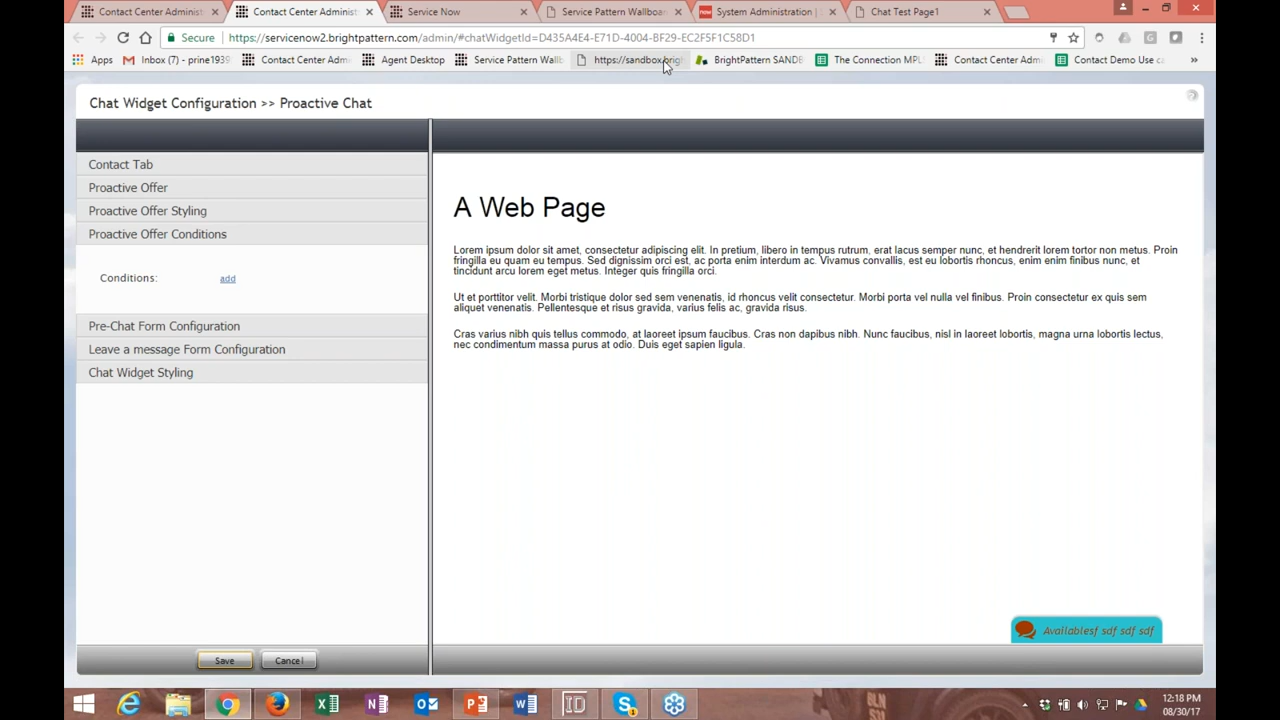 Contact Center Administ
Contact Center Administ
Service Now
Service Pattern Wallboar
now System Administration |
Chat Test Page1
Secure
https://servicenow2.brightpattern.com/admin/#chatWidgetId=D435A4E4-E71D-4004-BF29-EC2F5F1C58D1
Apps
Inbox (7) - prine1939
Contact Center Admi
Agent Desktop
Service Pattern Wallb
https://sandbox.brigh
BrightPattern SANDB
The Connection MPL
Contact Center Admi
Contact Demo Use ca
»
Chat Widget Configuration >> Proactive Chat
Contact Tab
Proactive Offer
Proactive Offer Styling
Proactive Offer Conditions
Conditions: add
Pre-Chat Form Configuration
Leave a message Form Configuration
Chat Widget Styling
Save
Cancel
A Web Page
Lorem ipsum dolor sit amet, consectetur adipiscing elit. In pretium, libero in tempus rutrum, erat lacus semper nunc, et hendrerit lorem tortor non metus. Proin
fringilla eu quam eu tempus. Sed dignissim orci est, ac porta enim interdum ac. Vivamus convallis, est eu lobortis rhoncus, enim enim finibus nunc, et
tincidunt arcu lorem eget metus. Integer quis fringilla orci.
Ut et porttitor velit. Morbi tristique dolor sed sem venenatis, id rhoncus velit consectetur. Morbi porta vel nulla vel finibus. Proin consectetur ex quis sem
aliquet venenatis. Pellentesque et risus gravida, varius felis ac, gravida risus.
Cras varius nibh quis tellus commodo, at laoreet ipsum faucibus. Cras non dapibus nibh. Nunc faucibus, nisl in laoreet lobortis, magna urna lobortis lectus,
nec condimentum massa purus at odio. Duis eget sapien ligula.
Availablesf sdf sdf sdf
BLN
12:18 PM
08/30/17